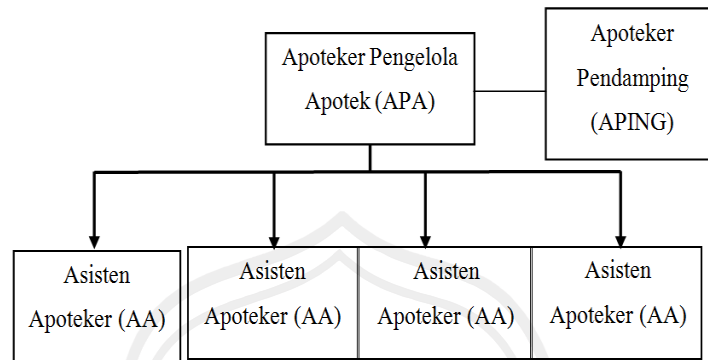 Apoteker Pengelola
Apotek (APA)
Apoteker
Pendamping
(APING)
Asisten
Apoteker (AA)
Asisten
Apoteker (AA)
Asisten
Apoteker (AA)
Asisten
Apoteker (AA)